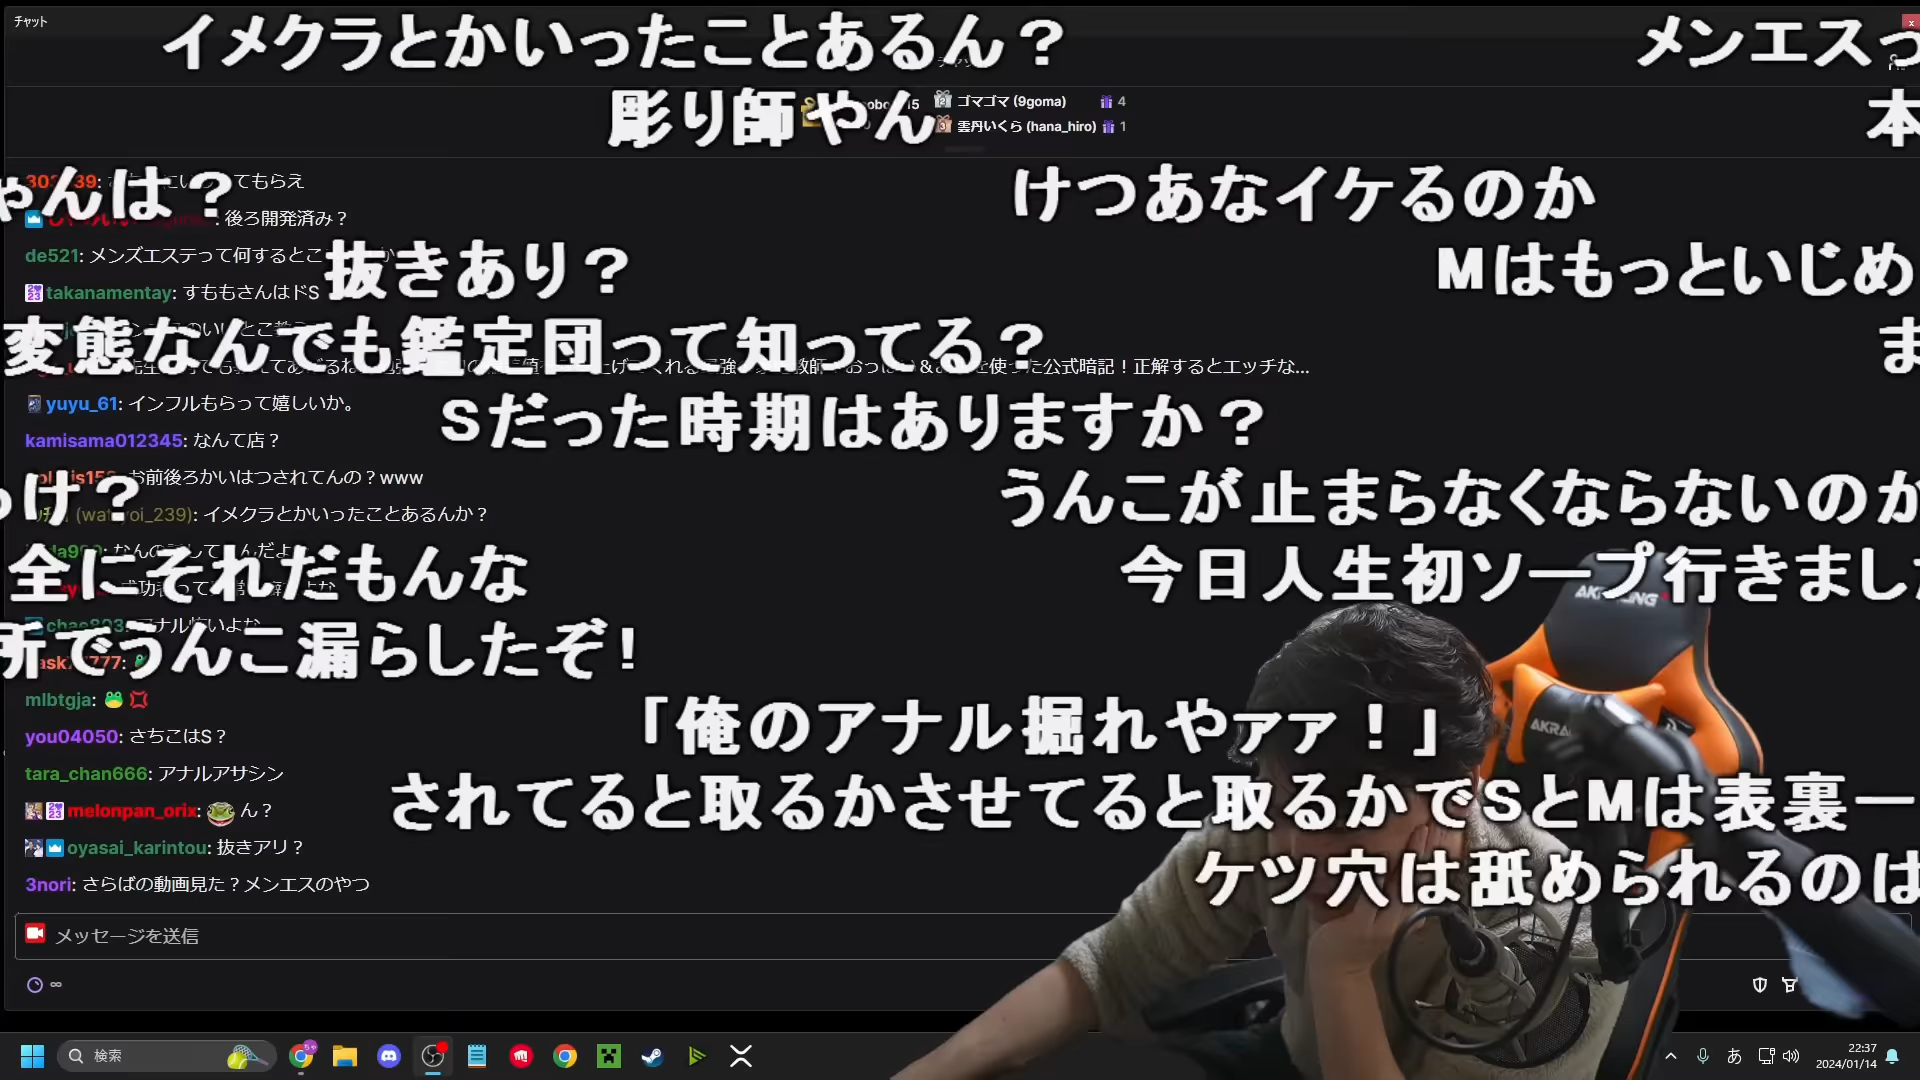 チャット
イメクラとかいったことあるん？
メンエスっ
ゴマゴマ (9goma) 4
彫り師やん
本
雲丹いくら (hana_hiro) 1
てもらえ
ゃんは？
けつあなイケるのか
: 後ろ開発済み？
de521: メンズエステって何するとこ
抜きあり？
Mはもっといじめ
takanamentay: すももさんはドS
変態なんでも鑑定団って知ってる？
ま
を使った公式暗記！正解するとエッチな...
yuyu_61: インフルもらって嬉しいか。
Sだった時期はありますか？
kamisama012345: なんて店？
お前後ろかいはつされてんの？www
っけ？
うんこが止まらなくならないのか
イメクラとかいったことあるんか？
全にそれだもんな
今日人生初ソープ行きました
chao803: アナル怖いよな
所でうんこ漏らしたぞ！
mlbtgja:
「俺のアナル掘れやァァ！」
you04050: さちこはS？
tara_chan666: アナルアサシン
されてると取るかさせてると取るかでSとMは表裏一
melonpan_orix: ん？
oyasai_karintou: 抜きアリ？
ケツ穴は舐められるのは
3nori: さらばの動画見た？メンエスのやつ
メッセージを送信
∞
検索
あ
22:37
2024/01/14